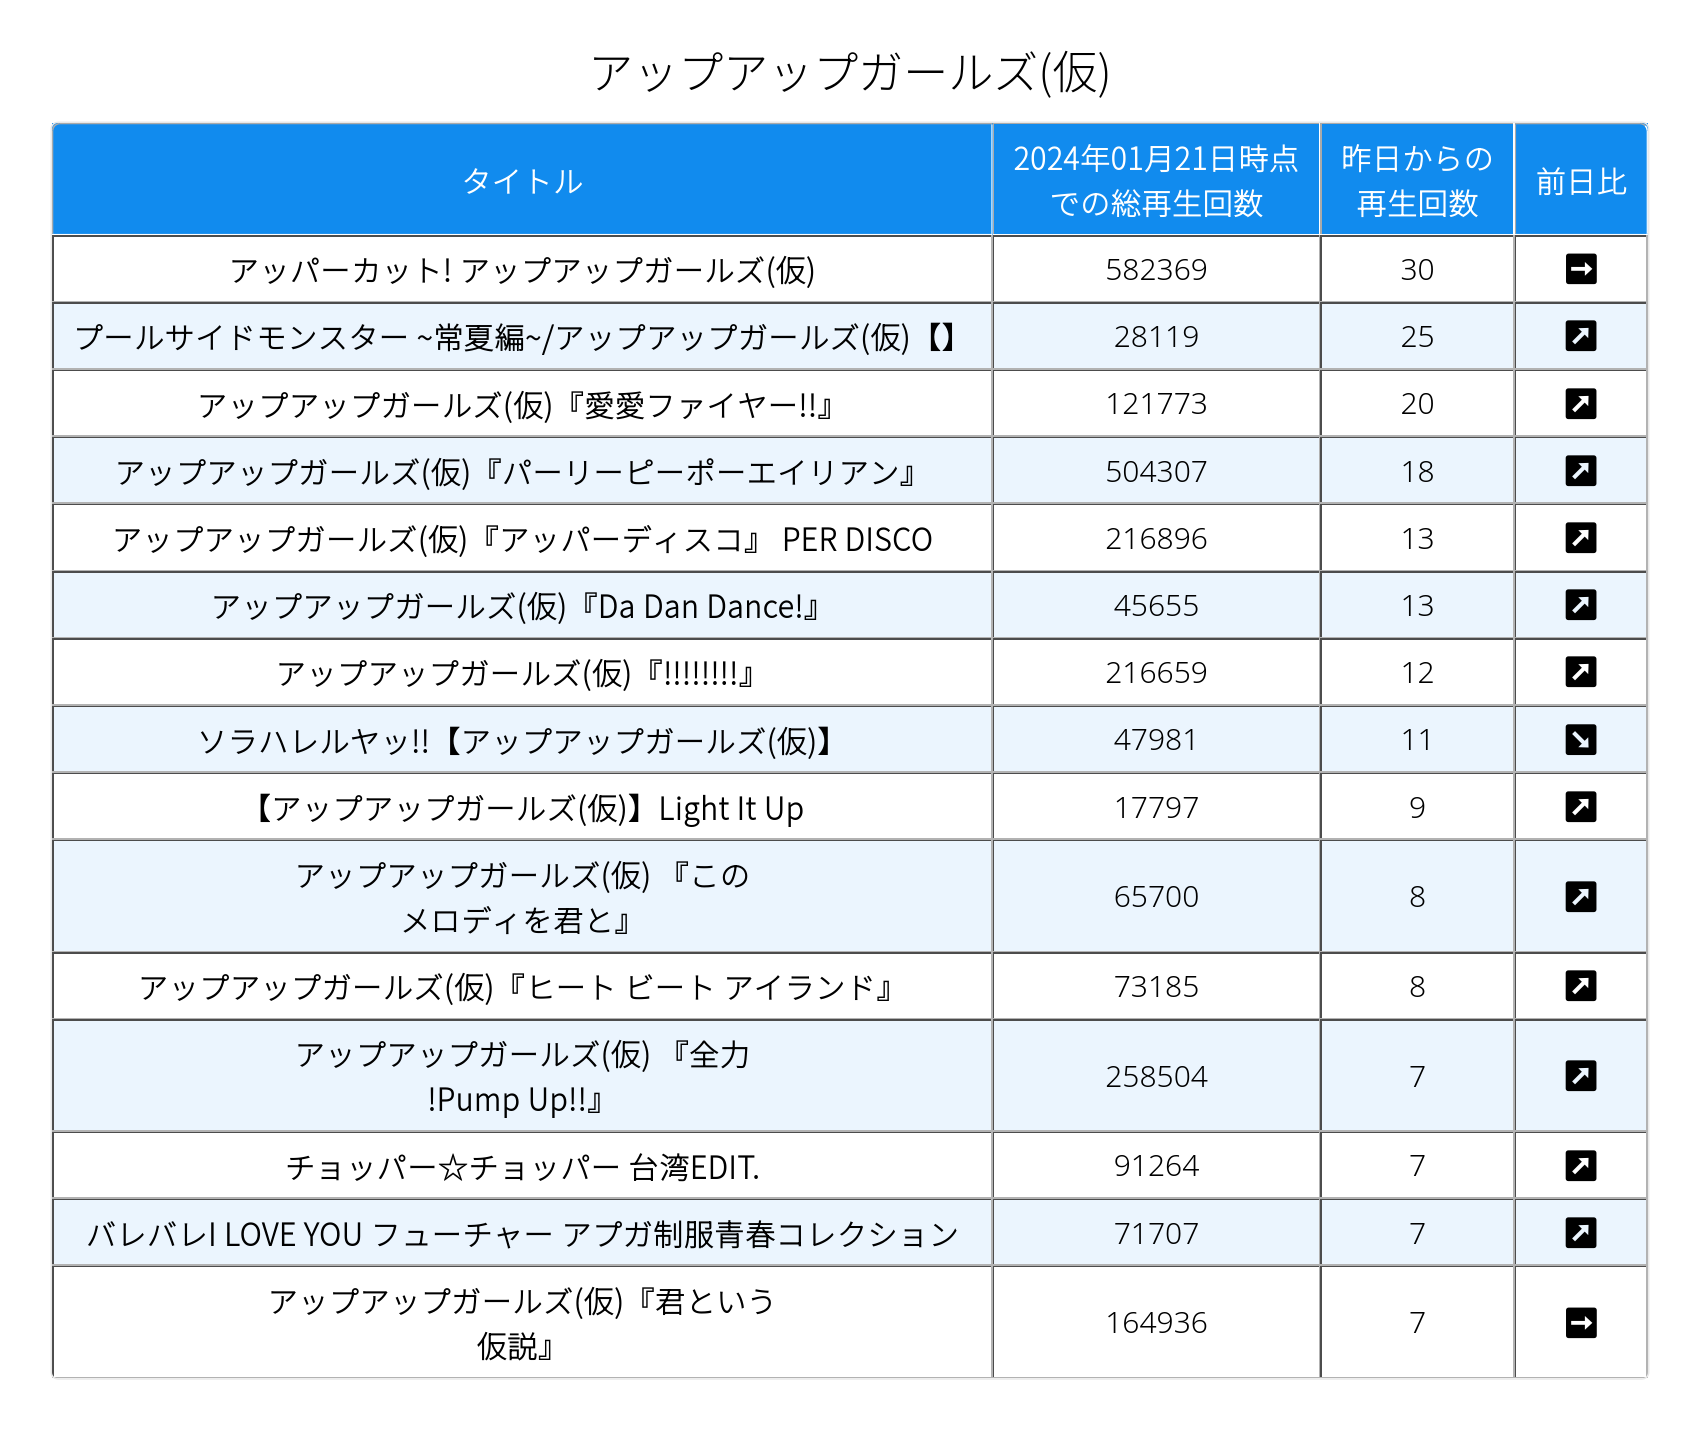 アップアップガールズ(仮)
タイトル 2024年01月21日時点での総再生回数 昨日からの再生回数 前日比
アッパーカット! アップアップガールズ(仮) 582369 30 ➡
プールサイドモンスター ~常夏編~/アップアップガールズ(仮)【】 28119 25 ↗
アップアップガールズ(仮)『愛愛ファイヤー!!』 121773 20 ↗
アップアップガールズ(仮)『パーリーピーポーエイリアン』 504307 18 ↗
アップアップガールズ(仮)『アッパーディスコ』 PER DISCO 216896 13 ↗
アップアップガールズ(仮)『Da Dan Dance!』 45655 13 ↗
アップアップガールズ(仮)『!!!!!!!!』 216659 12 ↗
ソラハレルヤッ!!【アップアップガールズ(仮)】 47981 11 ↘
【アップアップガールズ(仮)】Light It Up 17797 9 ↗
アップアップガールズ(仮) 『この
メロディを君と』 65700 8 ↗
アップアップガールズ(仮)『ヒート ビート アイランド』 73185 8 ↗
アップアップガールズ(仮) 『全力
!Pump Up!!』 258504 7 ↗
チョッパー☆チョッパー 台湾EDIT. 91264 7 ↗
バレバレI LOVE YOU フューチャー アプガ制服青春コレクション 71707 7 ↗
アップアップガールズ(仮)『君という
仮説』 164936 7 ➡